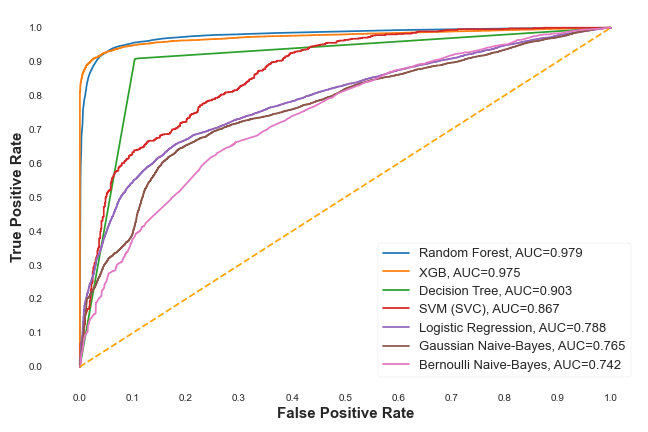 1.0
0.9
0.8
0.7
0.6
0.5
0.4
0.3
0.2
0.1
0.0
True Positive Rate
Random Forest, AUC=0.979
XGB, AUC=0.975
Decision Tree, AUC=0.903
SVM (SVC), AUC=0.867
Logistic Regression, AUC=0.788
Gaussian Naive-Bayes, AUC=0.765
Bernoulli Naive-Bayes, AUC=0.742
0.0 0.1 0.2 0.3 0.4 0.5 0.6 0.7 0.8 0.9 1.0
False Positive Rate